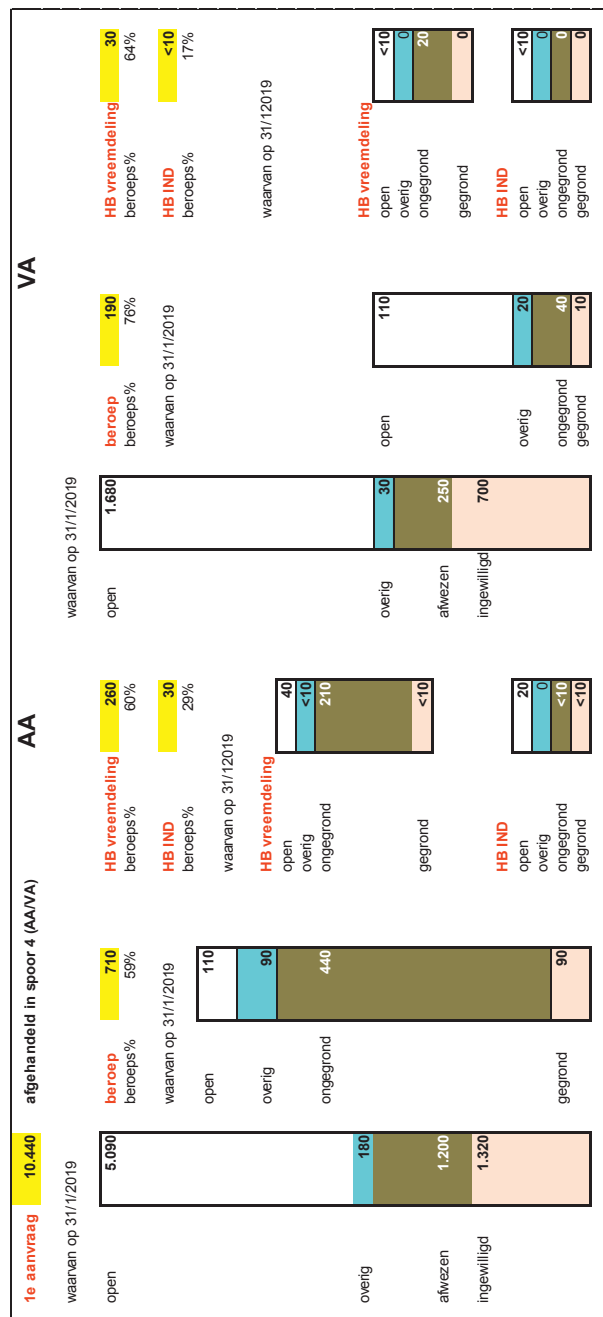 1e aanvraag 10.440 afgehandeld in spoor 4 (AA/VA)
AA
VA
waarvan op 31/1/2019
open 5.090
overig 180
afwezen 1.200
ingewilligd 1.320
beroep 710
beroeps% 59%
waarvan op 31/1/2019
open 110
overig 90
ongegrond 440
gegrond 90
HB vreemdeling 260
beroeps% 60%
HB IND 30
beroeps% 29%
waarvan op 31/12019
HB vreemdeling
open 40
overig <10
ongegrond 210
gegrond <10
HB IND
open 20
overig 0
ongegrond <10
gegrond <10
waarvan op 31/1/2019
open 1.680
overig 30
afwezen 250
ingewilligd 700
beroep 190
beroeps% 76%
waarvan op 31/1/2019
open 110
overig 20
ongegrond 40
gegrond 10
HB vreemdeling 30
beroeps% 64%
HB IND <10
beroeps% 17%
waarvan op 31/12019
HB vreemdeling
open <10
overig 0
ongegrond 20
gegrond 0
HB IND
open <10
overig 0
ongegrond 0
gegrond 0